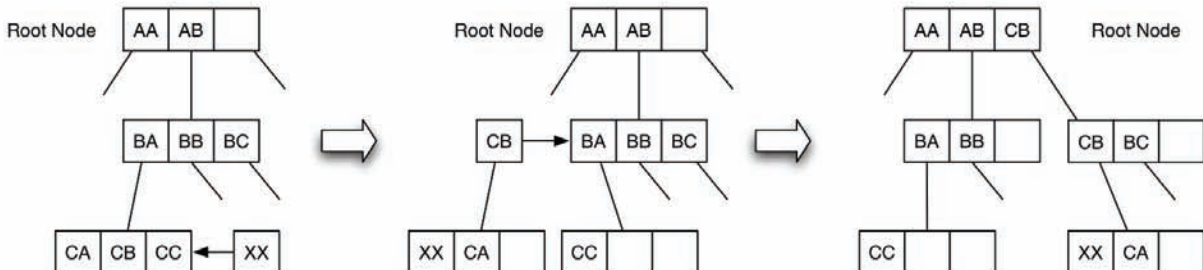 Root Node AA AB Root Node AA AB AA AB CB Root Node
BA BB BC CB BA BB BC BA BB CB BC
CA CB CC XX XX CA CC CC XX CA